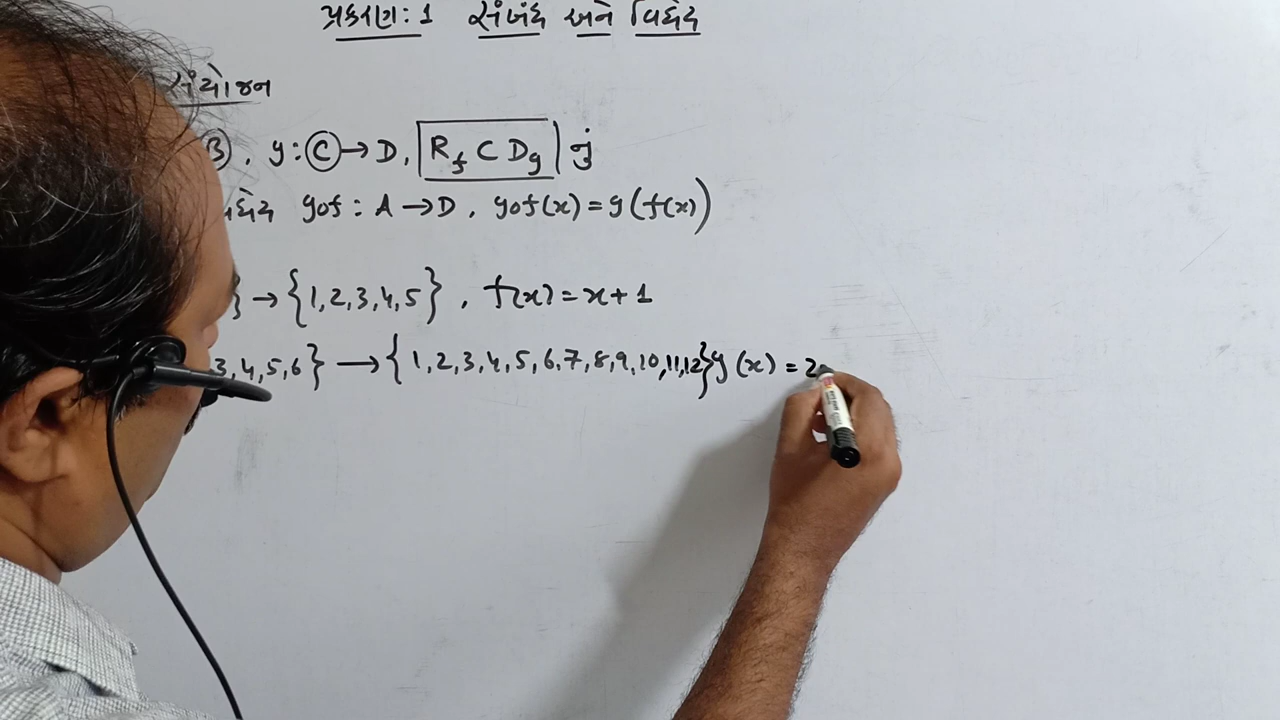 પ્રકરણ : 1 સંબંધ અને વિધેય
સંયોજન
B, g : C → D, R_f ⊂ D_g
gof : A → D, gof(x) = g(f(x))
} → {1,2,3,4,5}, f(x) = x + 1
3,4,5,6} → {1,2,3,4,5,6,7,8,9,10,11,12} g(x) = 2